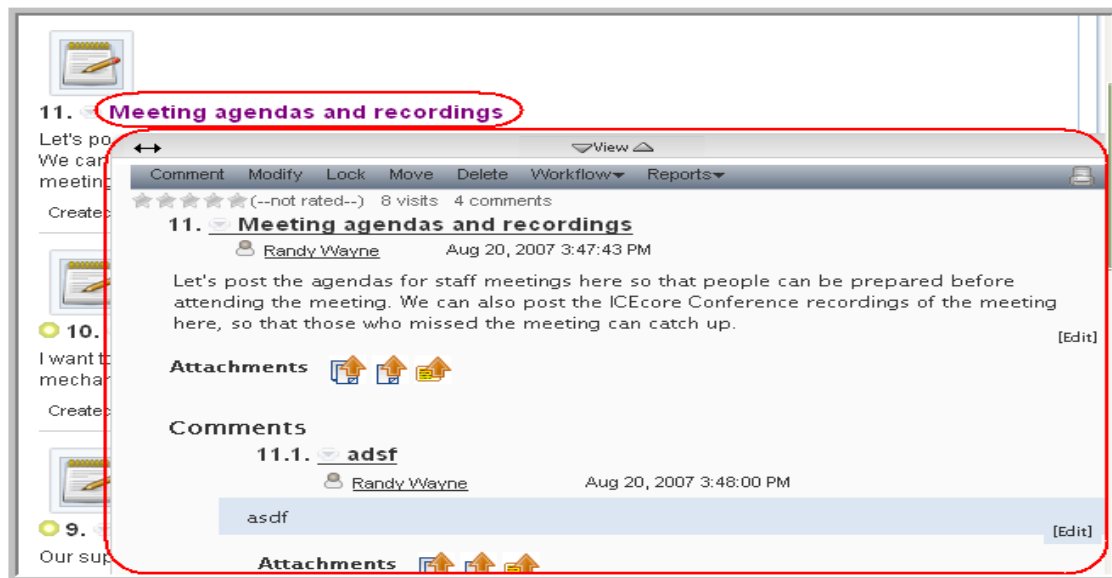 11. Meeting agendas and recordings
Let's po
We can
meeting
Created
10.
I want t
mechar
Created
9.
Our sup
View
Comment Modify Lock Move Delete Workflow Reports
(--not rated--) 8 visits 4 comments
11. Meeting agendas and recordings
Randy Wayne Aug 20, 2007 3:47:43 PM
Let's post the agendas for staff meetings here so that people can be prepared before
attending the meeting. We can also post the ICEcore Conference recordings of the meeting
here, so that those who missed the meeting can catch up.
[Edit]
Attachments
Comments
11.1. adsf
Randy Wayne Aug 20, 2007 3:48:00 PM
asdf
[Edit]
Attachments